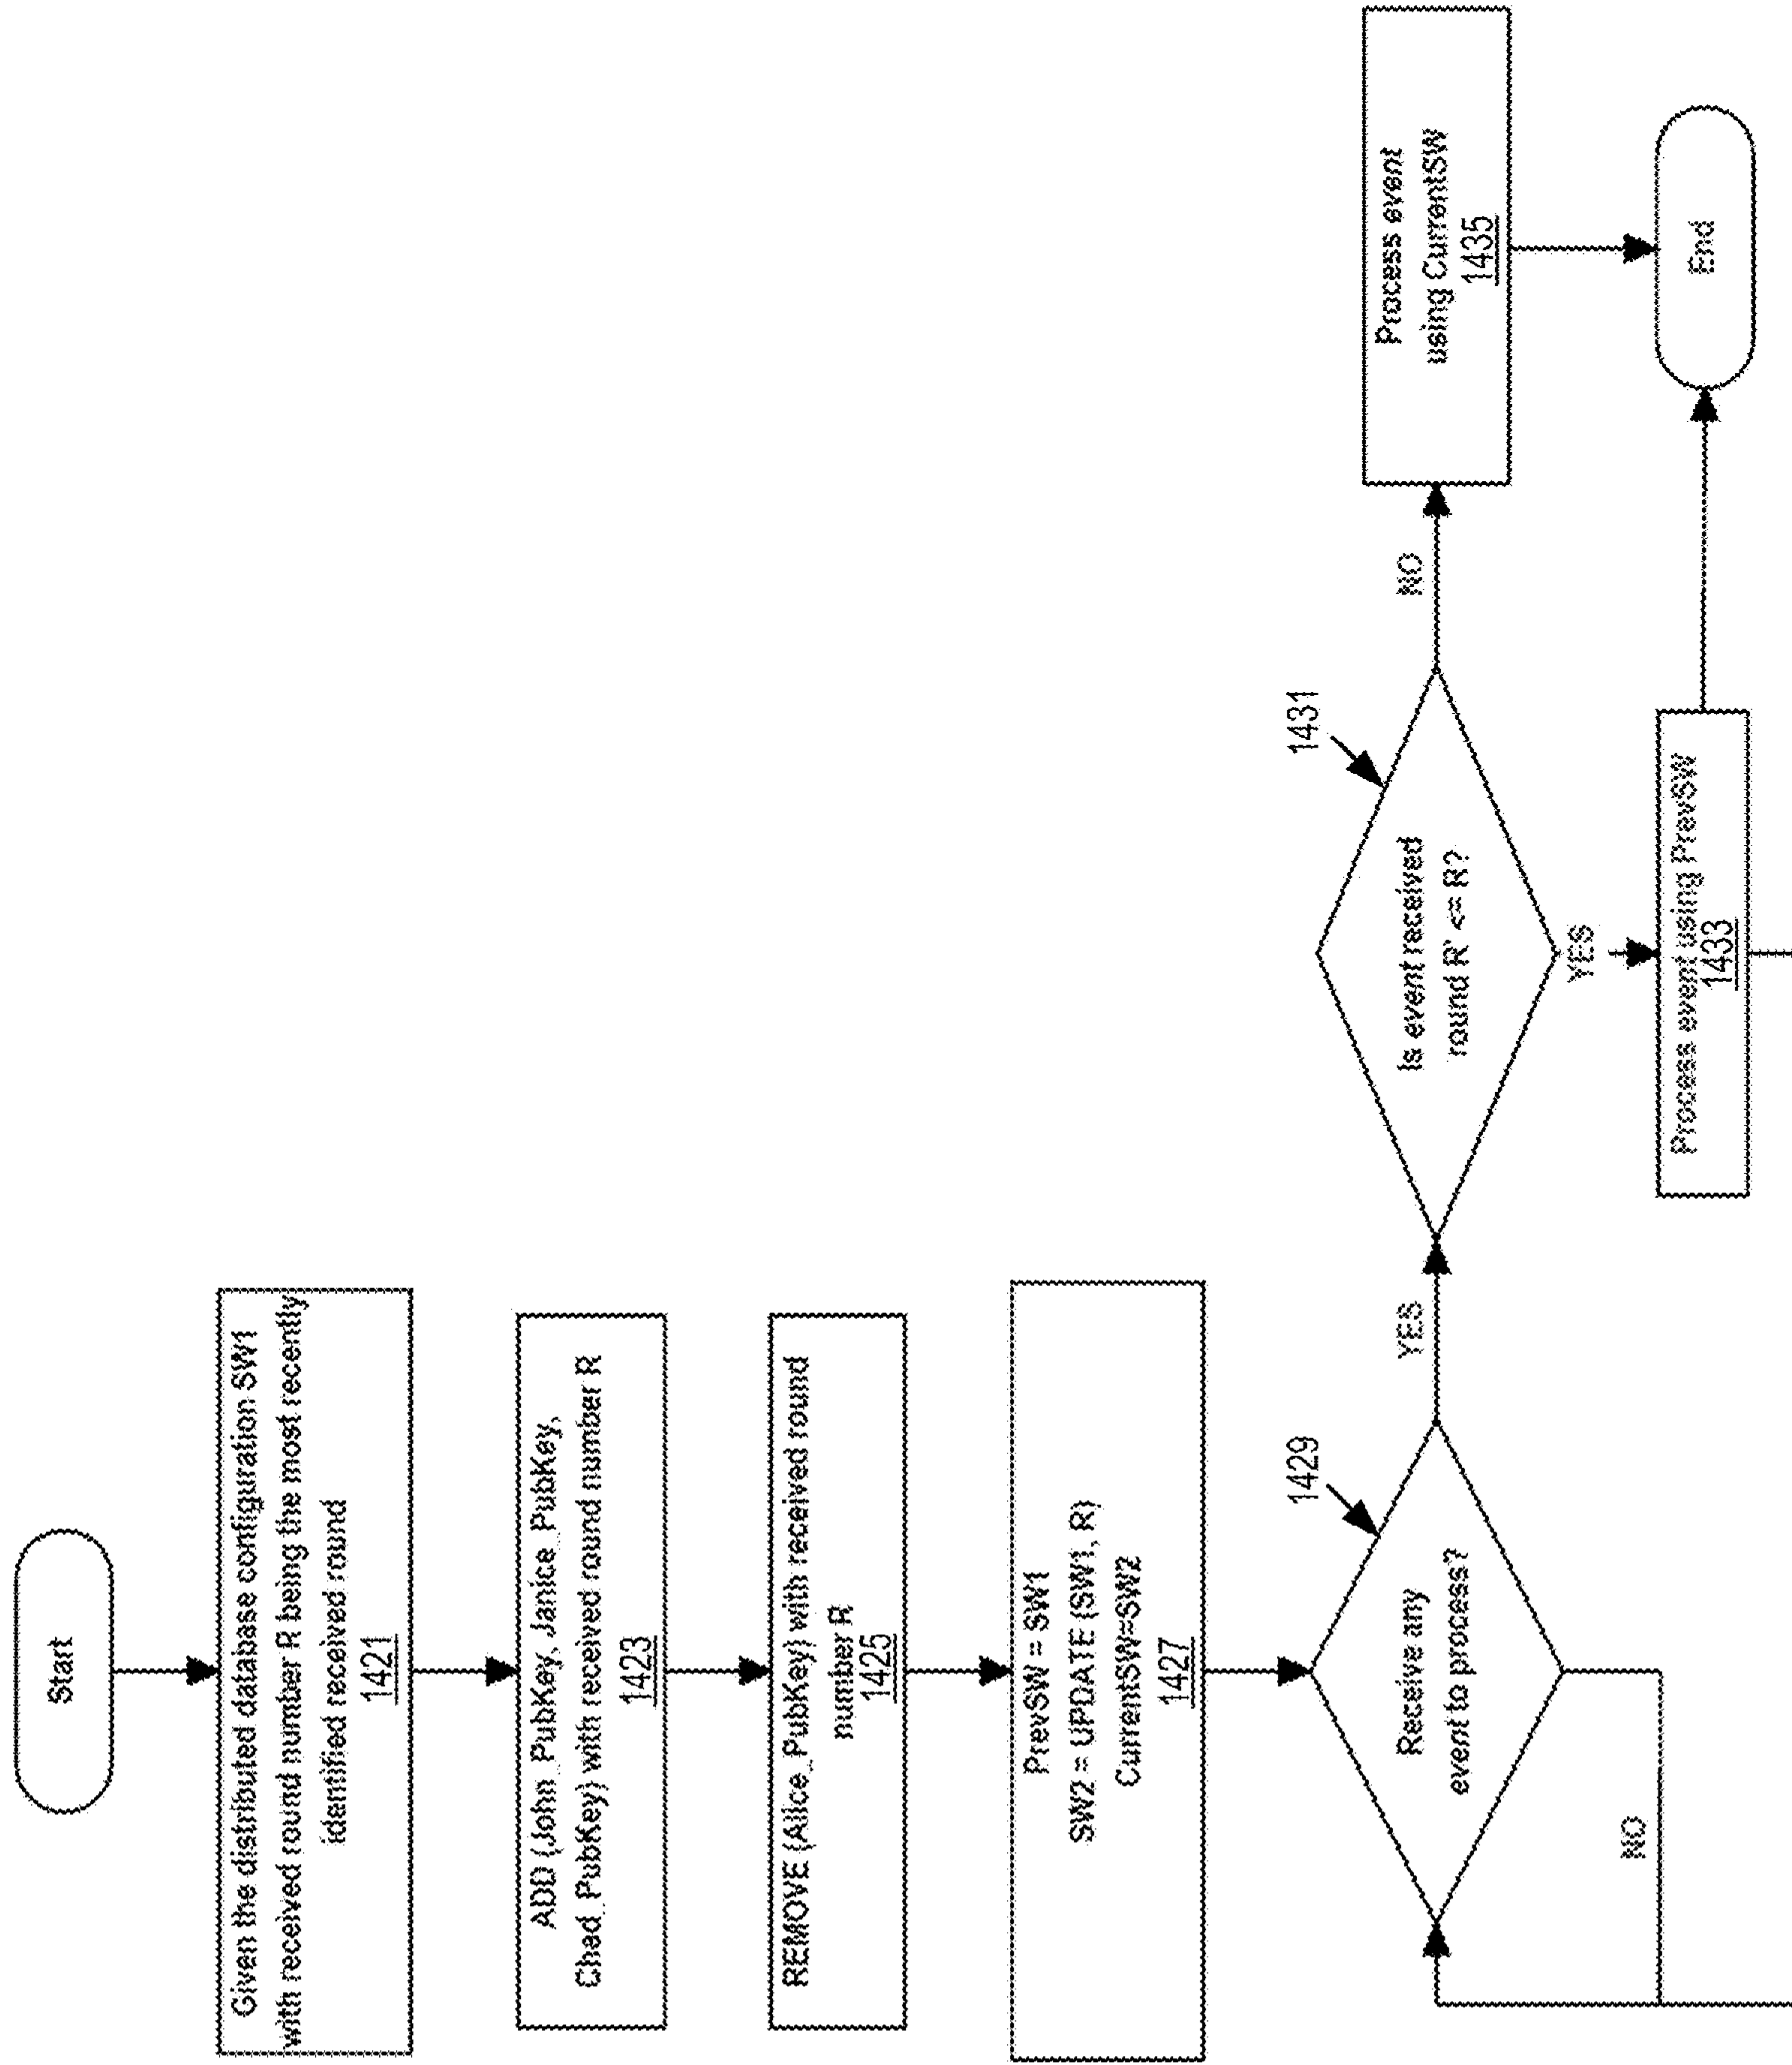 Start
Given the distributed database configuration SW1
with received round number R being the most recently
identified received round
1421
ADD (John_PubKey, Janice_PubKey,
Chad_PubKey) with received round number R
1423
REMOVE (Alice_PubKey) with received round
number R
1425
PrevSW = SW1
SW2 = UPDATE (SW1, R)
CurrentSW=SW2
1427
1429
Receive any
event to process?
NO
YES
1431
Is event received
round R' <= R?
YES
NO
Process event using PrevSW
1433
Process event
using CurrentSW
1435
End